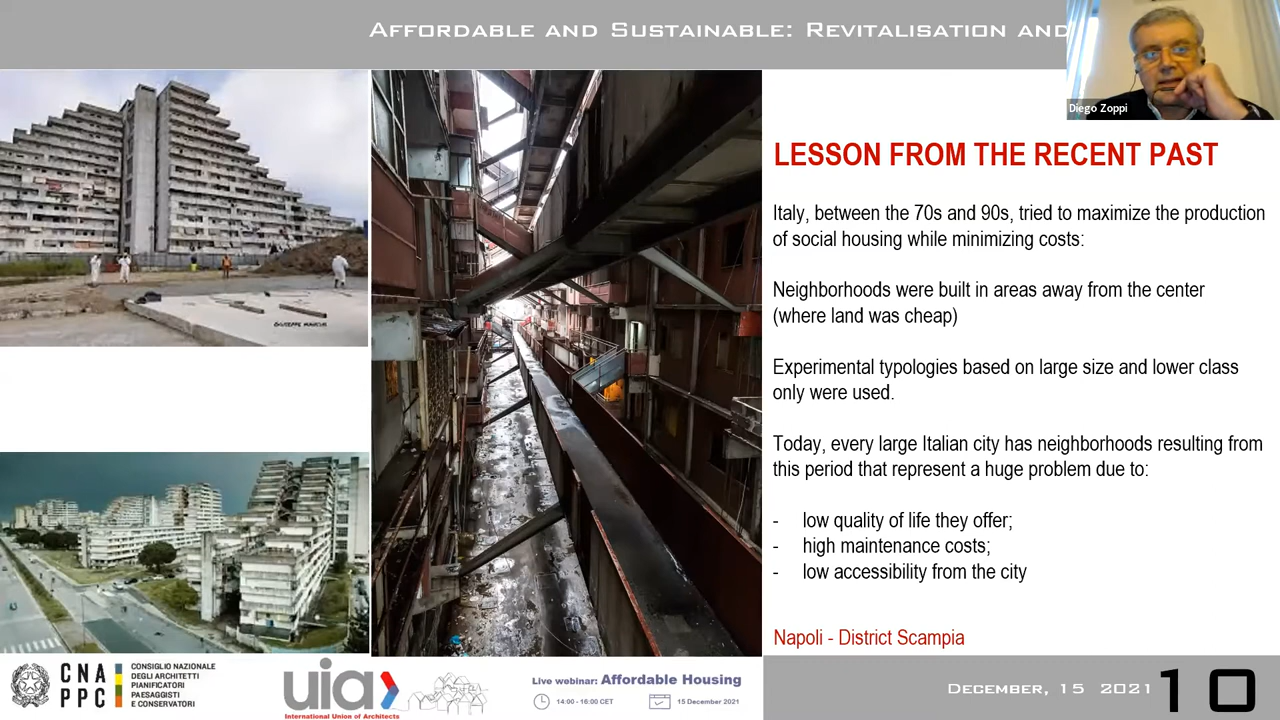 Affordable and Sustainable: Revitalisation and
Diego Zoppi
LESSON FROM THE RECENT PAST
Italy, between the 70s and 90s, tried to maximize the production
of social housing while minimizing costs:
Neighborhoods were built in areas away from the center
(where land was cheap)
Experimental typologies based on large size and lower class
only were used.
Today, every large Italian city has neighborhoods resulting from
this period that represent a huge problem due to:
- low quality of life they offer;
- high maintenance costs;
- low accessibility from the city
Napoli - District Scampia
CNA
PPC
CONSIGLIO NAZIONALE
DEGLI ARCHITETTI
PIANIFICATORI
PAESAGGISTI
E CONSERVATORI
uia
International Union of Architects
Live webinar: Affordable Housing
14:00 - 16:00 CET
15 December 2021
December, 15 2021
10